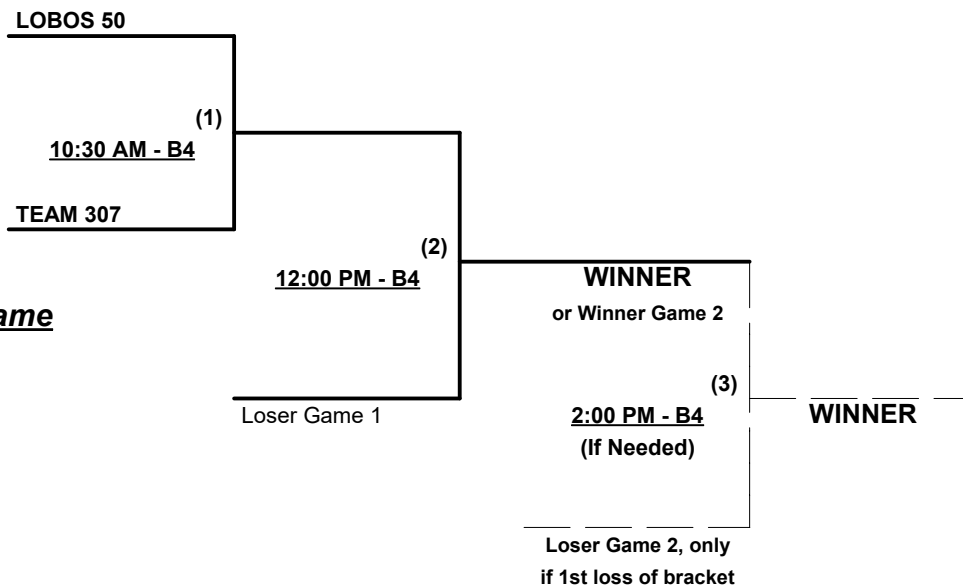 LOBOS 50
(1)
10:30 AM - B4
TEAM 307
(2)
12:00 PM - B4
WINNER
or Winner Game 2
Loser Game 1
(3)
2:00 PM - B4
(If Needed)
WINNER
Loser Game 2, only
if 1st loss of bracket